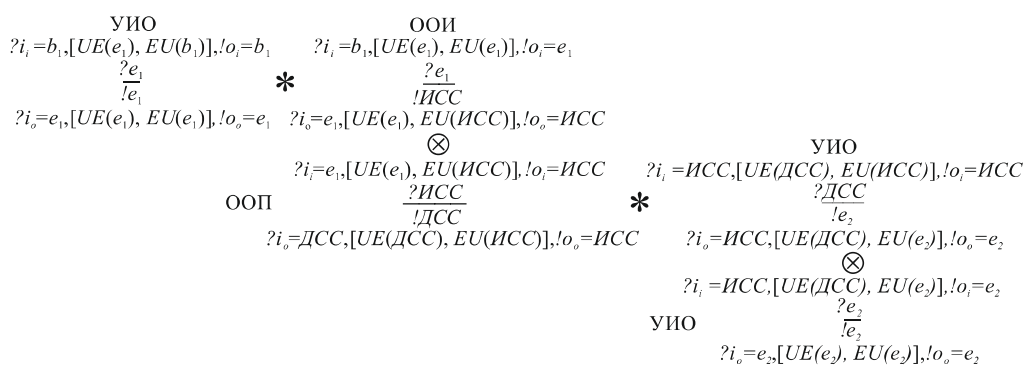 УИО
?i_i=b_1,[UE(e_1), EU(b_1)],!o_i=b_1
?e_1
!e_1
?i_o=e_1,[UE(e_1), EU(e_1)],!o_o=e_1
*
ООИ
?i_i=b_1,[UE(e_1), EU(e_1)],!o_i=e_1
?e_1
!ИСС
?i_o=e_1,[UE(e_1), EU(ИСС)],!o_o=ИСС
⊗
?i_i=e_1,[UE(e_1), EU(ИСС)],!o_i=ИСС
ООП
?ИСС
!ДСС
?i_o=ДСС,[UE(ДСС), EU(ИСС)],!o_o=ИСС
*
УИО
?i_i=ИСС,[UE(ДСС), EU(ИСС)],!o_i=ИСС
?ДСС
!e_2
?i_o=ИСС,[UE(ДСС), EU(e_2)],!o_o=e_2
⊗
?i_i=ИСС,[UE(ДСС), EU(e_2)],!o_i=e_2
УИО
?e_2
!e_2
?i_o=e_2,[UE(e_2), EU(e_2)],!o_o=e_2